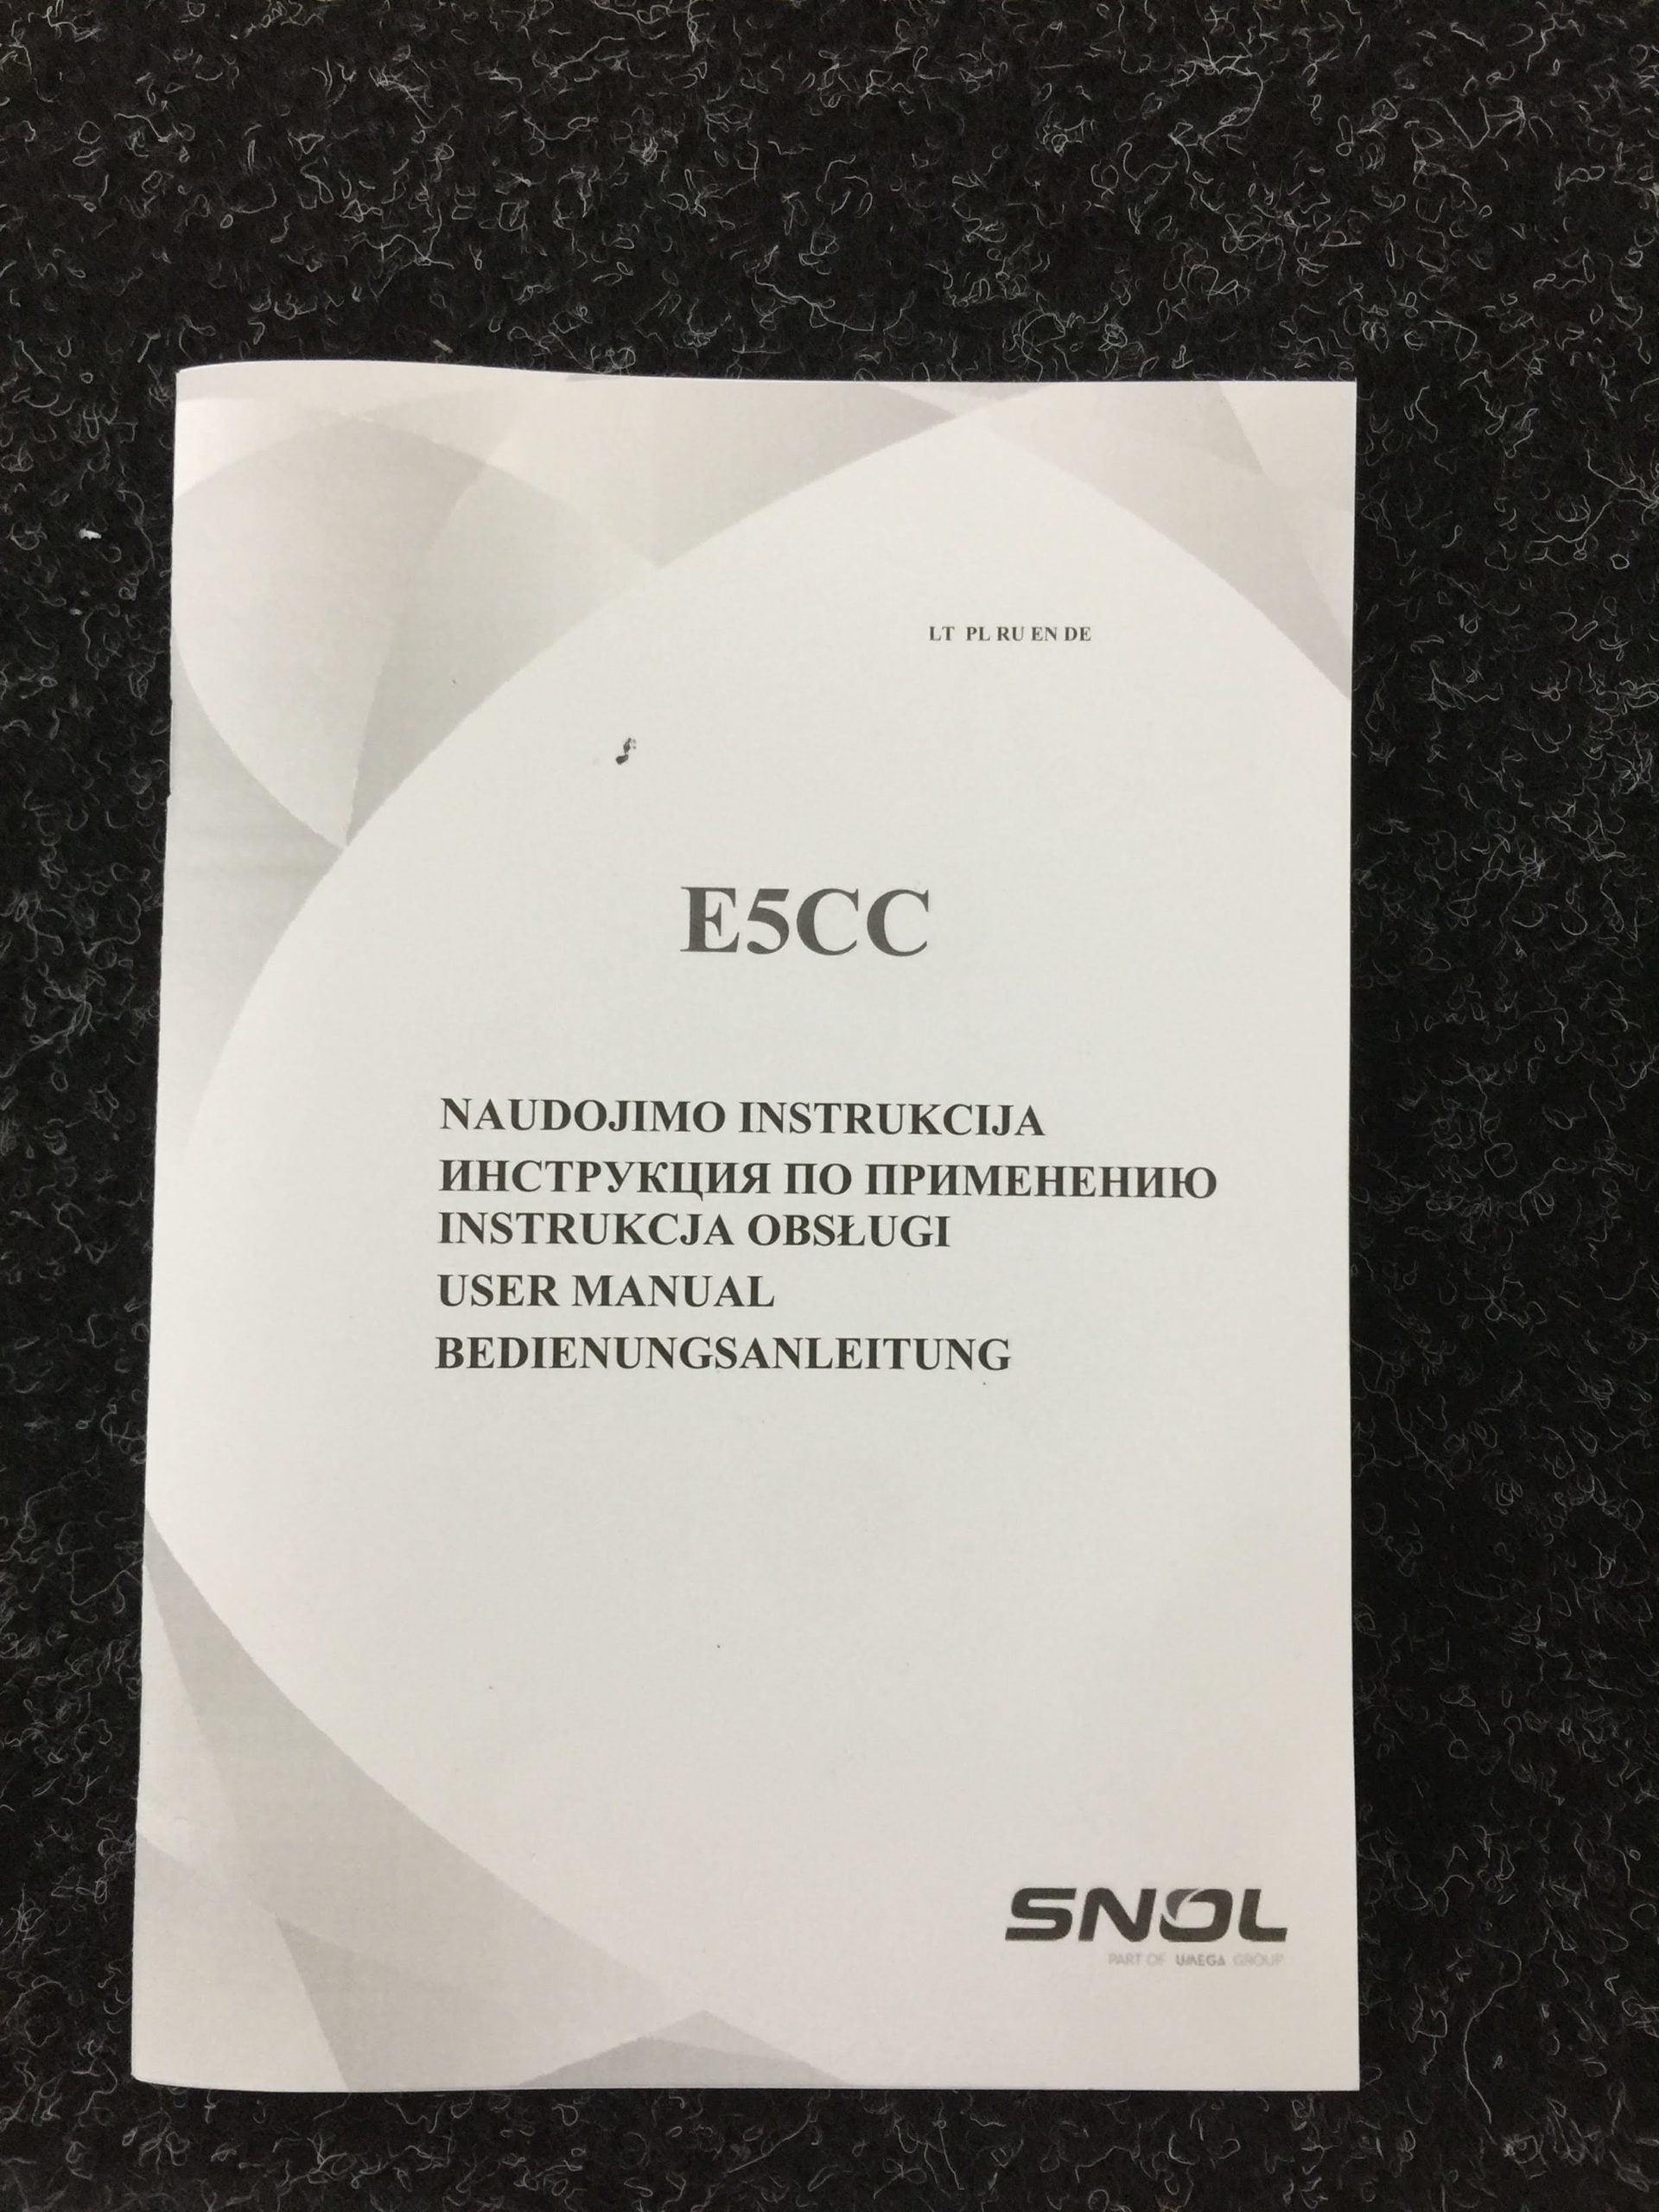 LT PL RU EN DE
E5CC
NAUDOJIMO INSTRUKCIJA
ИНСТРУКЦИЯ ПО ПРИМЕНЕНИЮ
INSTRUKCJA OBSŁUGI
USER MANUAL
BEDIENUNGSANLEITUNG
SNOL
PART OF UMEGA GROUP